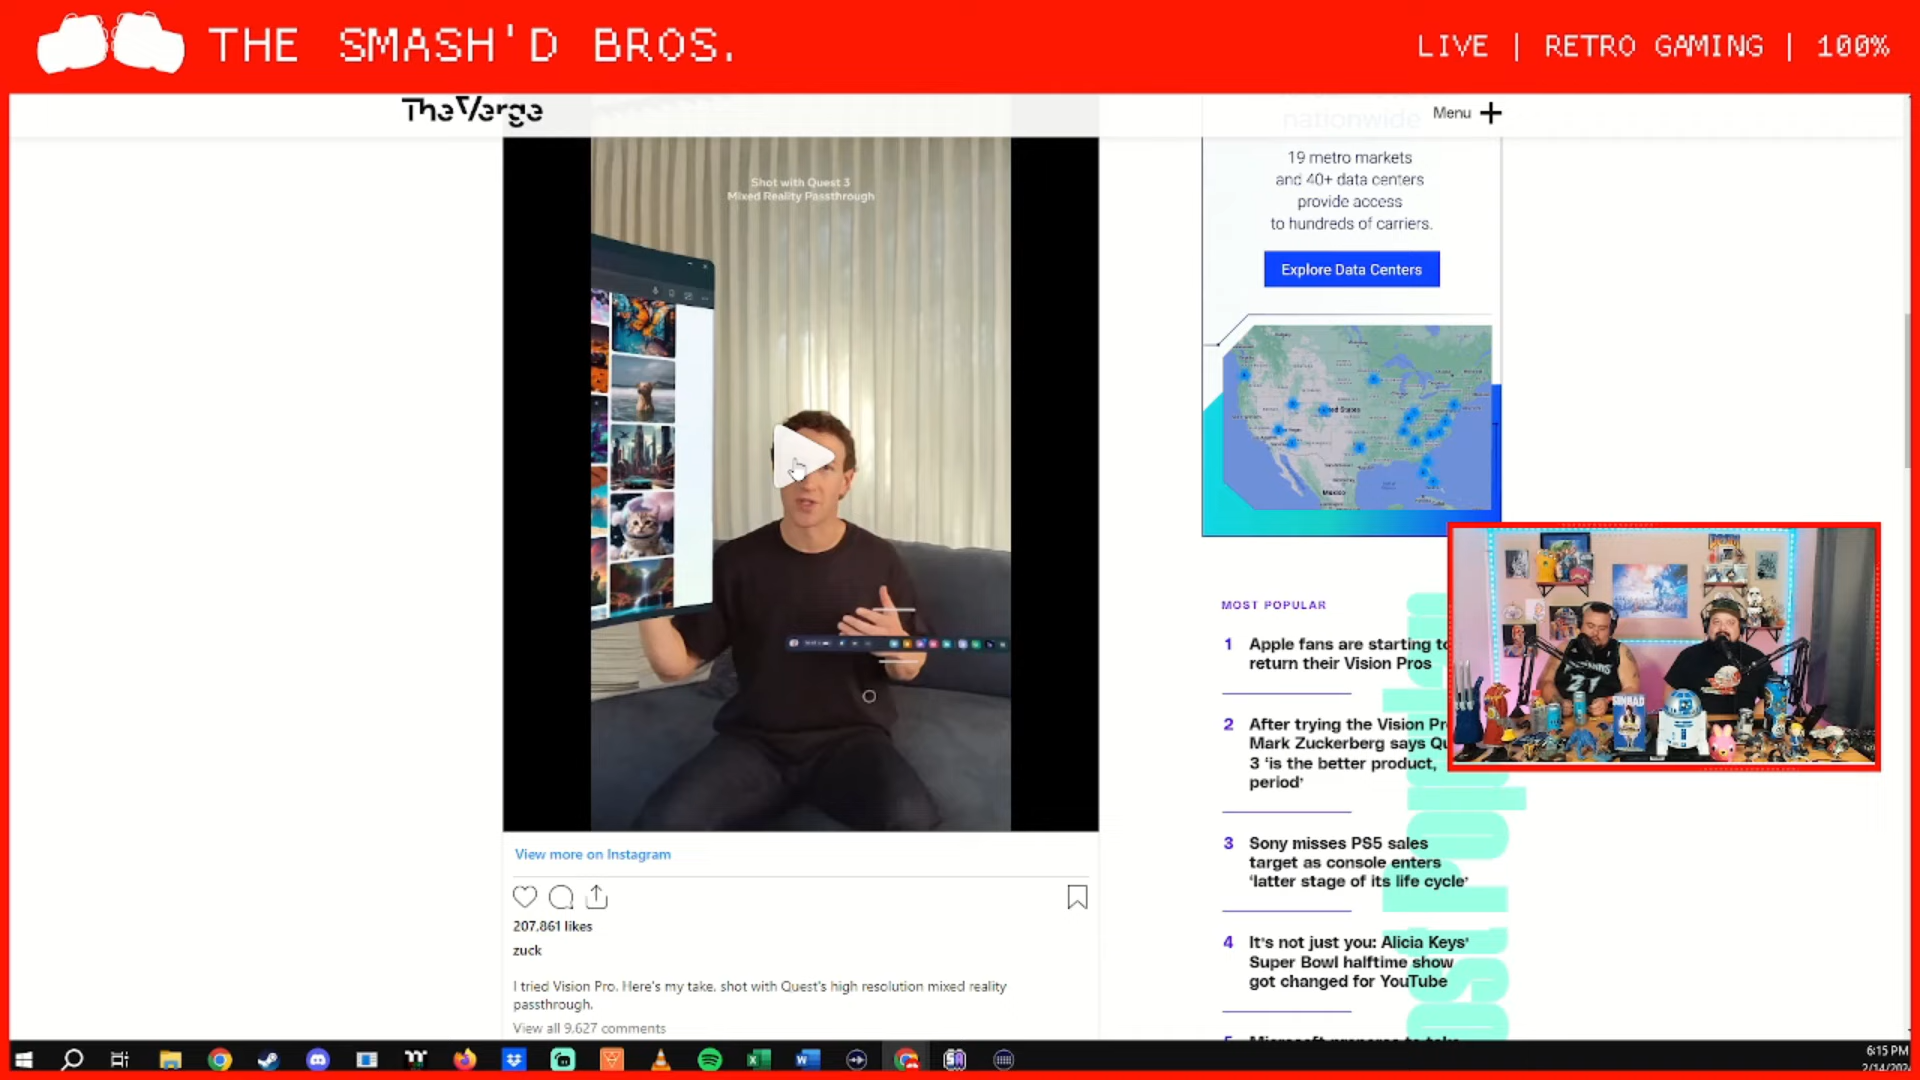 THE SMASH'D BROS.
LIVE | RETRO GAMING | 100%
TheVerge
Menu
nationwide
19 metro markets
and 40+ data centers
provide access
to hundreds of carriers.
Explore Data Centers
Shot with Quest 3
Mixed Reality Passthrough
Mexico
MOST POPULAR
1 Apple fans are starting to
return their Vision Pros
2 After trying the Vision Pr
Mark Zuckerberg says Qu
3 ‘is the better product,
period’
3 Sony misses PS5 sales
target as console enters
‘latter stage of its life cycle’
4 It’s not just you: Alicia Keys’
Super Bowl halftime show
got changed for YouTube
View more on Instagram
207,861 likes
zuck
I tried Vision Pro. Here's my take, shot with Quest's high resolution mixed reality
passthrough.
View all 9,627 comments
SINBAD
21
6:15 PM